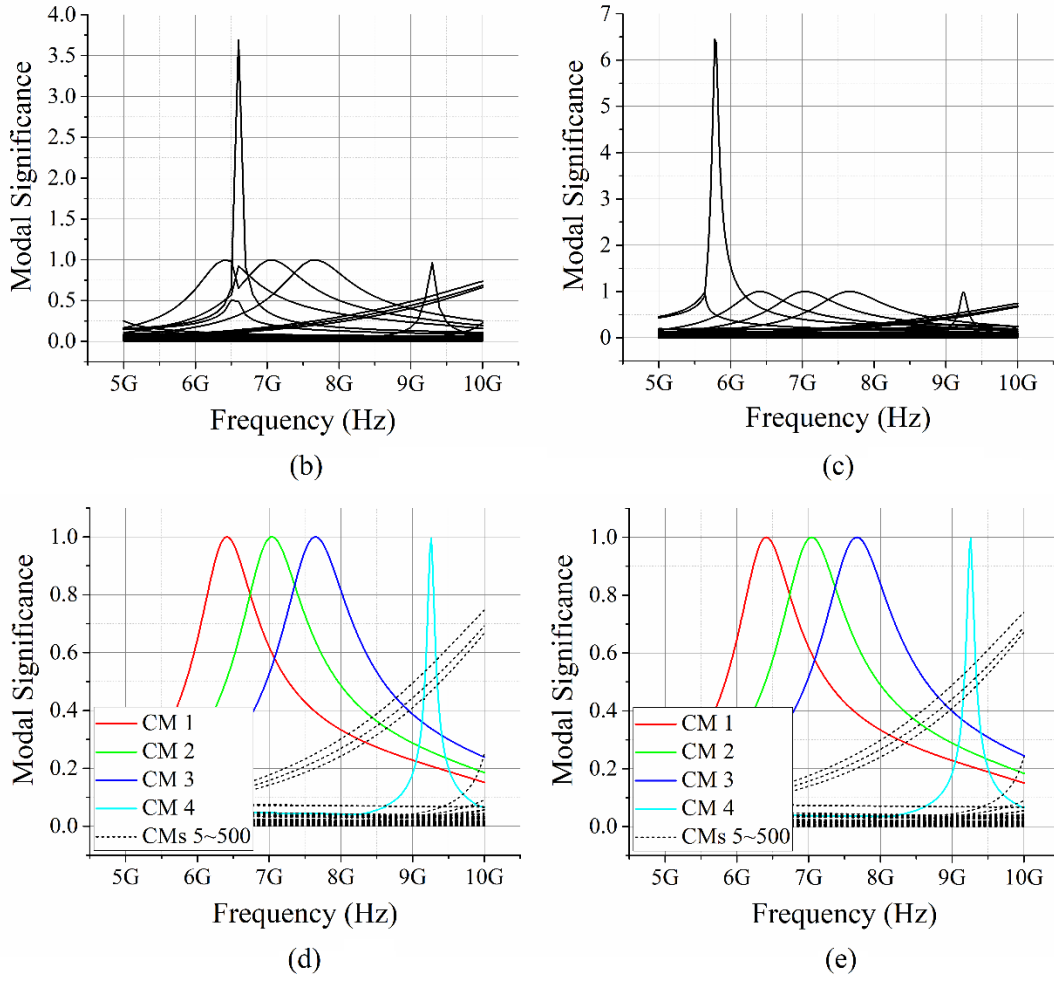 Modal Significance
4.0
3.5
3.0
2.5
2.0
1.5
1.0
0.5
0.0
5G 6G 7G 8G 9G 10G
Frequency (Hz)
(b)
Modal Significance
7
6
5
4
3
2
1
0
5G 6G 7G 8G 9G 10G
Frequency (Hz)
(c)
Modal Significance
1.0
0.8
0.6
0.4
0.2
0.0
CM 1
CM 2
CM 3
CM 4
CMs 5~500
5G 6G 7G 8G 9G 10G
Frequency (Hz)
(d)
Modal Significance
1.0
0.8
0.6
0.4
0.2
0.0
CM 1
CM 2
CM 3
CM 4
CMs 5~500
5G 6G 7G 8G 9G 10G
Frequency (Hz)
(e)